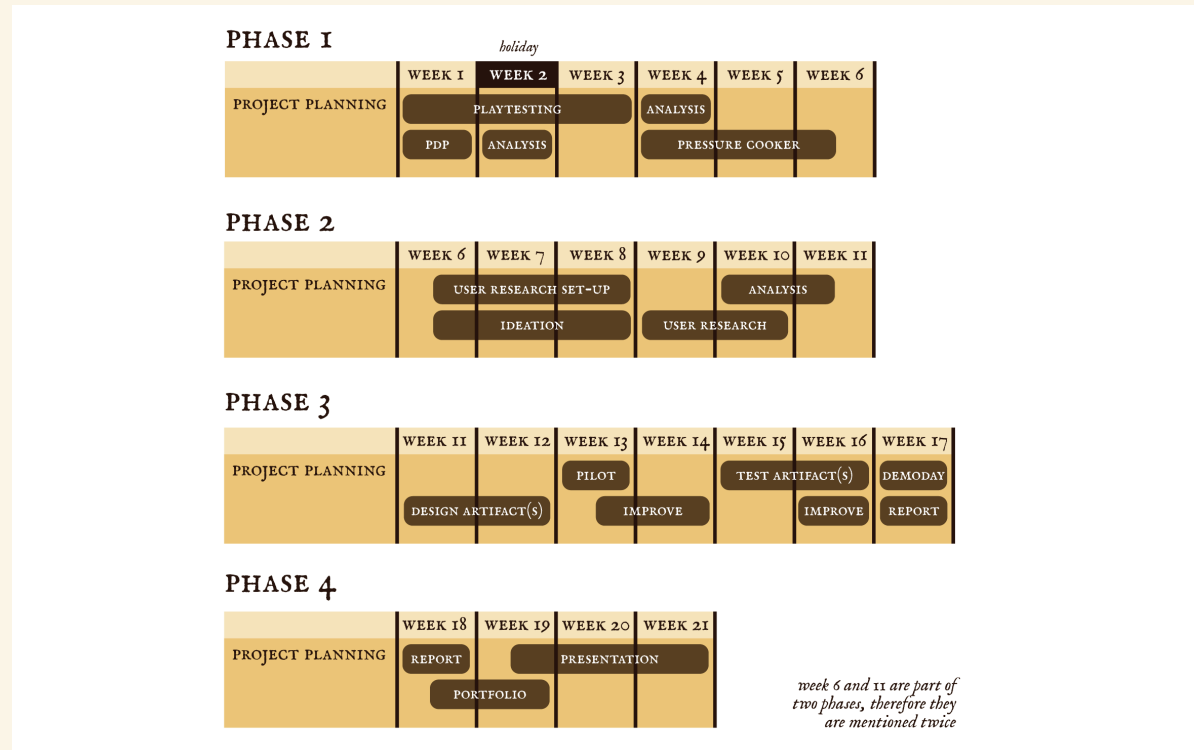 PHASE 1
holiday
WEEK 1 WEEK 2 WEEK 3 WEEK 4 WEEK 5 WEEK 6
PROJECT PLANNING
PLAYTESTING ANALYSIS
PDP ANALYSIS PRESSURE COOKER
PHASE 2
WEEK 6 WEEK 7 WEEK 8 WEEK 9 WEEK 10 WEEK 11
PROJECT PLANNING
USER RESEARCH SET-UP ANALYSIS
IDEATION USER RESEARCH
PHASE 3
WEEK 11 WEEK 12 WEEK 13 WEEK 14 WEEK 15 WEEK 16 WEEK 17
PROJECT PLANNING
PILOT TEST ARTIFACT(S) DEMODAY
DESIGN ARTIFACT(S) IMPROVE IMPROVE REPORT
PHASE 4
WEEK 18 WEEK 19 WEEK 20 WEEK 21
PROJECT PLANNING
REPORT PRESENTATION
PORTFOLIO
week 6 and 11 are part of
two phases, therefore they
are mentioned twice